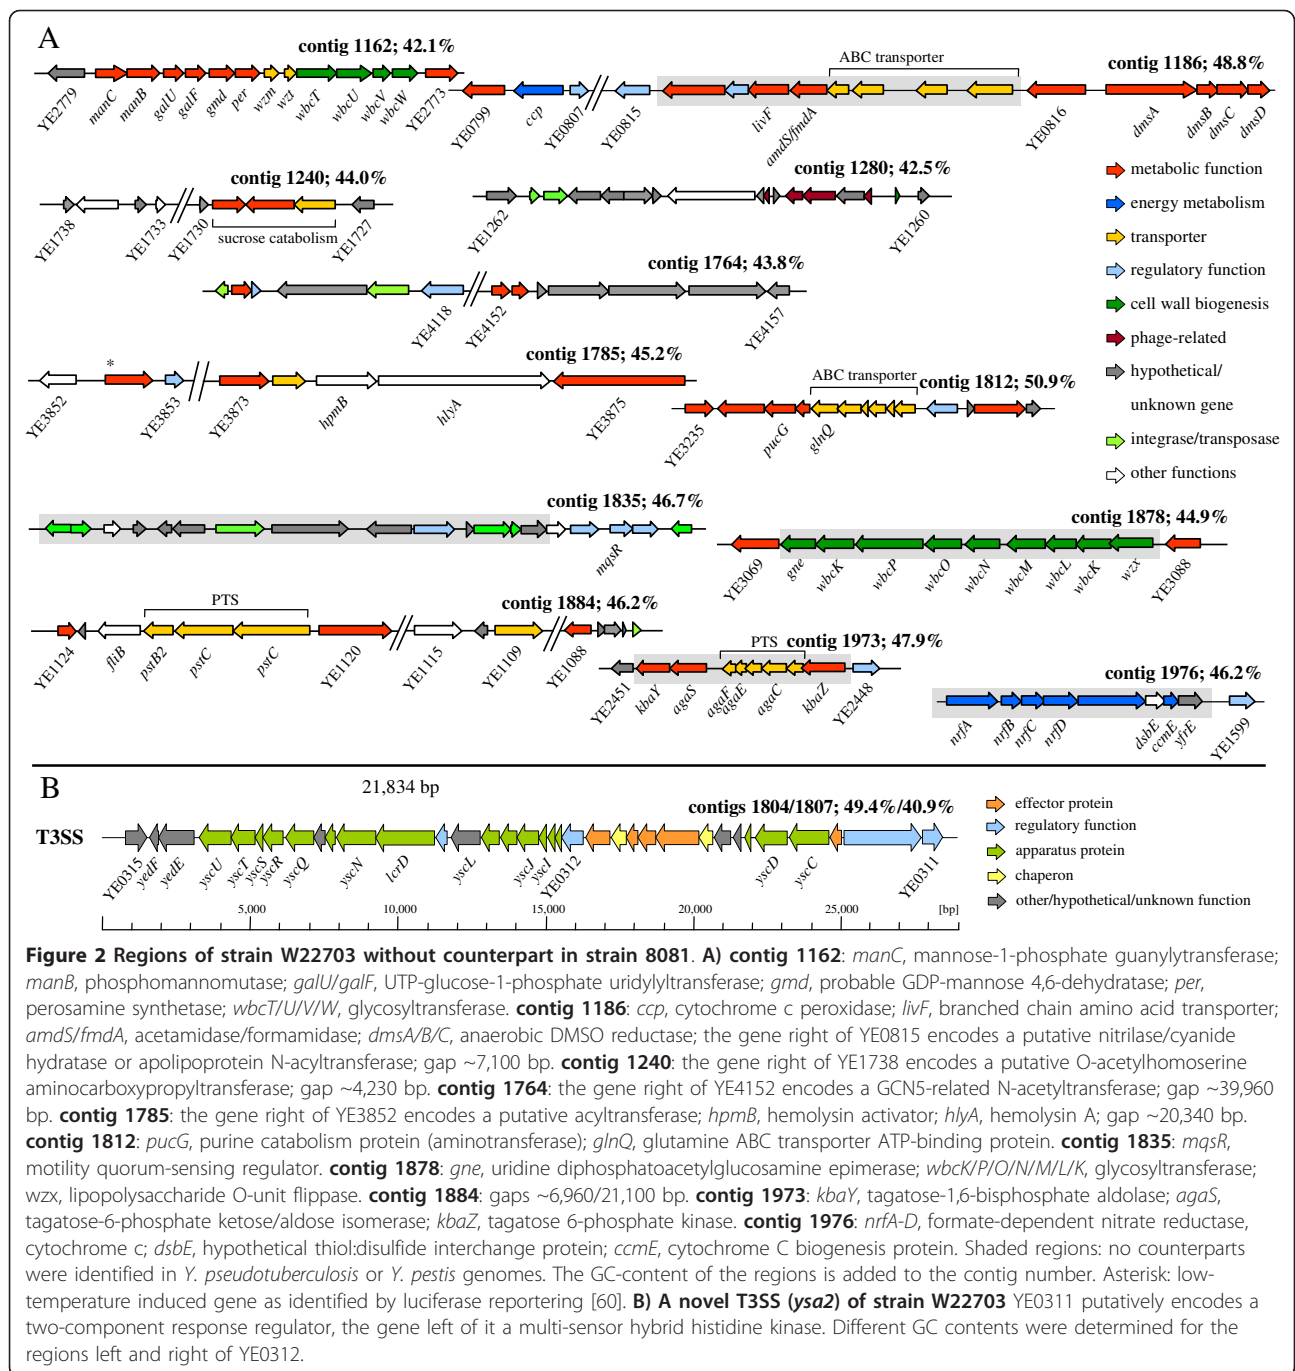 A
contig 1162; 42.1%
YE2779 manC manB galU galF gmd per wzm wzt wbcT wbcU wbcV wbcW YE2773
ABC transporter
contig 1186; 48.8%
YE0799 ccp YE0807 YE0815 livF amdS/fmdA YE0816 dmsA dmsB dmsC dmsD
contig 1240; 44.0%
YE1738 YE1733 YE1730 sucrose catabolism YE1727
contig 1280; 42.5%
YE1262 YE1260
metabolic function
energy metabolism
transporter
regulatory function
cell wall biogenesis
phage-related
hypothetical/
unknown gene
integrase/transposase
other functions
contig 1764; 43.8%
YE4118 YE4152 YE4157
contig 1785; 45.2%
*
YE3852 YE3853 YE3873 hpmB hlyA YE3875
ABC transporter
contig 1812; 50.9%
YE3235 pucG glnQ
contig 1835; 46.7%
mqsR
contig 1878; 44.9%
YE3069 gne wbcK wbcP wbcO wbcN wbcM wbcL wbcK wzx YE3088
PTS
contig 1884; 46.2%
YE1124 fliB pstB2 pstC pstC YE1120 YE1115 YE1109 YE1088
PTS
contig 1973; 47.9%
YE2451 kbaY agaS agaF agaE agaC kbaZ YE2448
contig 1976; 46.2%
nrfA nrfB nrfC nrfD dsbE ccmE yfrE YE1599
B
21,834 bp
contigs 1804/1807; 49.4%/40.9%
T3SS
YE0315 yedF yedE yscU yscT yscS yscR yscQ yscN lcrD yscL yscJ yscI YE0312 yscD yscC YE0311
5,000 10,000 15,000 20,000 25,000 [bp]
effector protein
regulatory function
apparatus protein
chaperon
other/hypothetical/unknown function
Figure 2 Regions of strain W22703 without counterpart in strain 8081. A) contig 1162: manC, mannose-1-phosphate guanylytransferase;
manB, phosphomannomutase; galU/galF, UTP-glucose-1-phosphate uridylyltransferase; gmd, probable GDP-mannose 4,6-dehydratase; per,
perosamine synthetase; wbcT/U/V/W, glycosyltransferase. contig 1186: ccp, cytochrome c peroxidase; livF, branched chain amino acid transporter;
amdS/fmdA, acetamidase/formamidase; dmsA/B/C, anaerobic DMSO reductase; the gene right of YE0815 encodes a putative nitrilase/cyanide
hydratase or apolipoprotein N-acyltransferase; gap ~7,100 bp. contig 1240: the gene right of YE1738 encodes a putative O-acetylhomoserine
aminocarboxypropyltransferase; gap ~4,230 bp. contig 1764: the gene right of YE4152 encodes a GCN5-related N-acetyltransferase; gap ~39,960
bp. contig 1785: the gene right of YE3852 encodes a putative acyltransferase; hpmB, hemolysin activator; hlyA, hemolysin A; gap ~20,340 bp.
contig 1812: pucG, purine catabolism protein (aminotransferase); glnQ, glutamine ABC transporter ATP-binding protein. contig 1835: mqsR,
motility quorum-sensing regulator. contig 1878: gne, uridine diphosphatoacetylglucosamine epimerase; wbcK/P/O/N/M/L/K, glycosyltransferase;
wzx, lipopolysaccharide O-unit flippase. contig 1884: gaps ~6,960/21,100 bp. contig 1973: kbaY, tagatose-1,6-bisphosphate aldolase; agaS,
tagatose-6-phosphate ketose/aldose isomerase; kbaZ, tagatose 6-phosphate kinase. contig 1976: nrfA-D, formate-dependent nitrate reductase,
cytochrome c; dsbE, hypothetical thiol:disulfide interchange protein; ccmE, cytochrome C biogenesis protein. Shaded regions: no counterparts
were identified in Y. pseudotuberculosis or Y. pestis genomes. The GC-content of the regions is added to the contig number. Asterisk: low-
temperature induced gene as identified by luciferase reportering [60]. B) A novel T3SS (ysa2) of strain W22703 YE0311 putatively encodes a
two-component response regulator, the gene left of it a multi-sensor hybrid histidine kinase. Different GC contents were determined for the
regions left and right of YE0312.